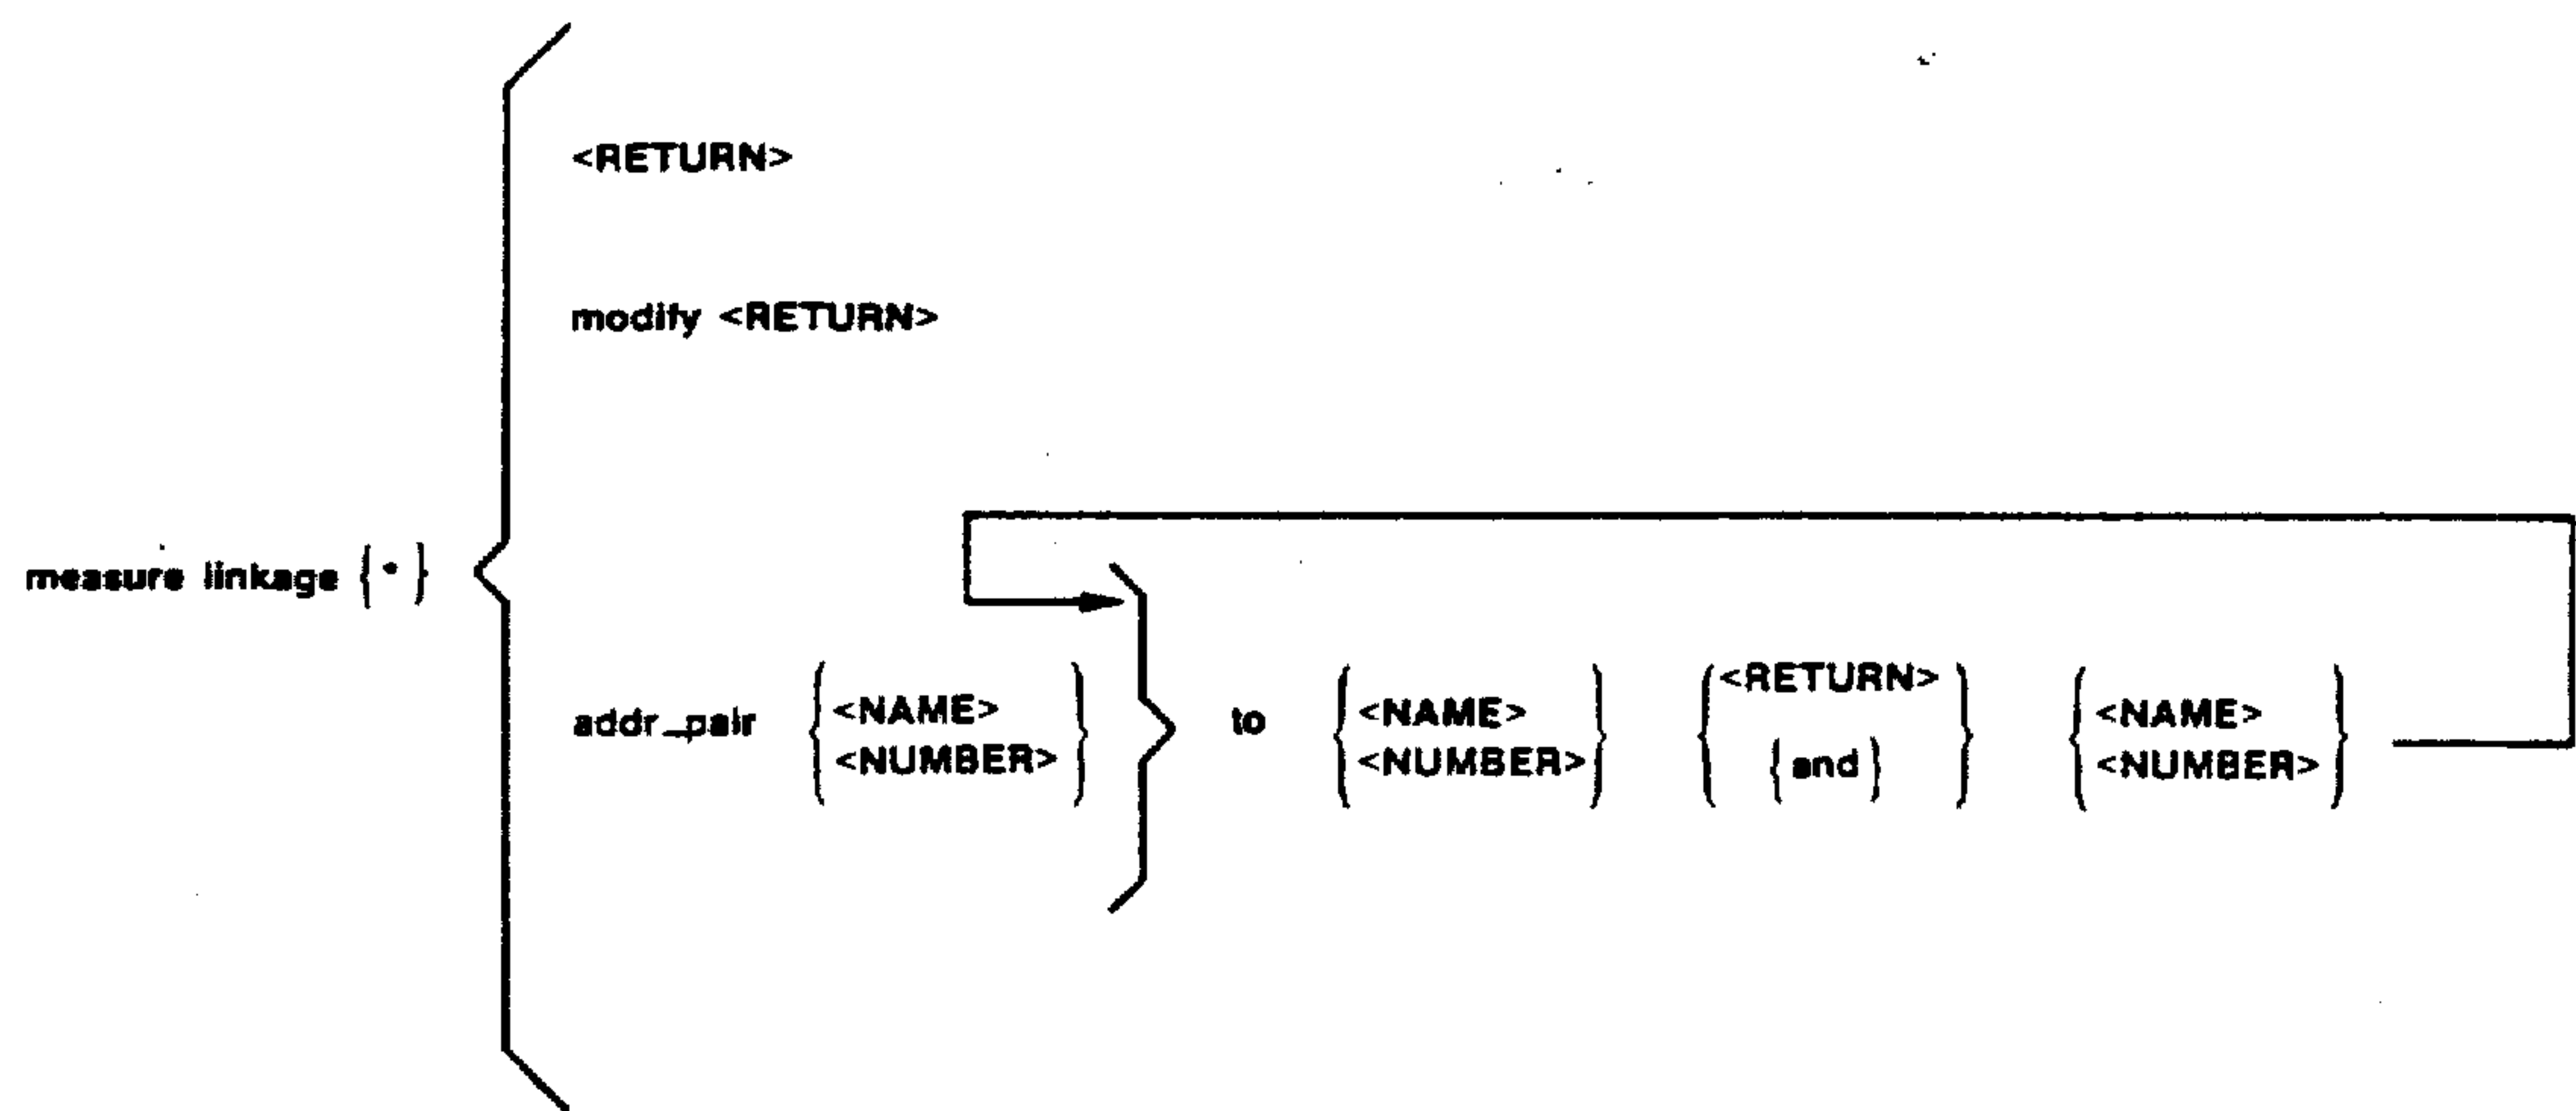 <RETURN>
modify <RETURN>
measure linkage {*}
addr_pair {<NAME> <NUMBER>} to {<NAME> <NUMBER>} {<RETURN> {and}} {<NAME> <NUMBER>}